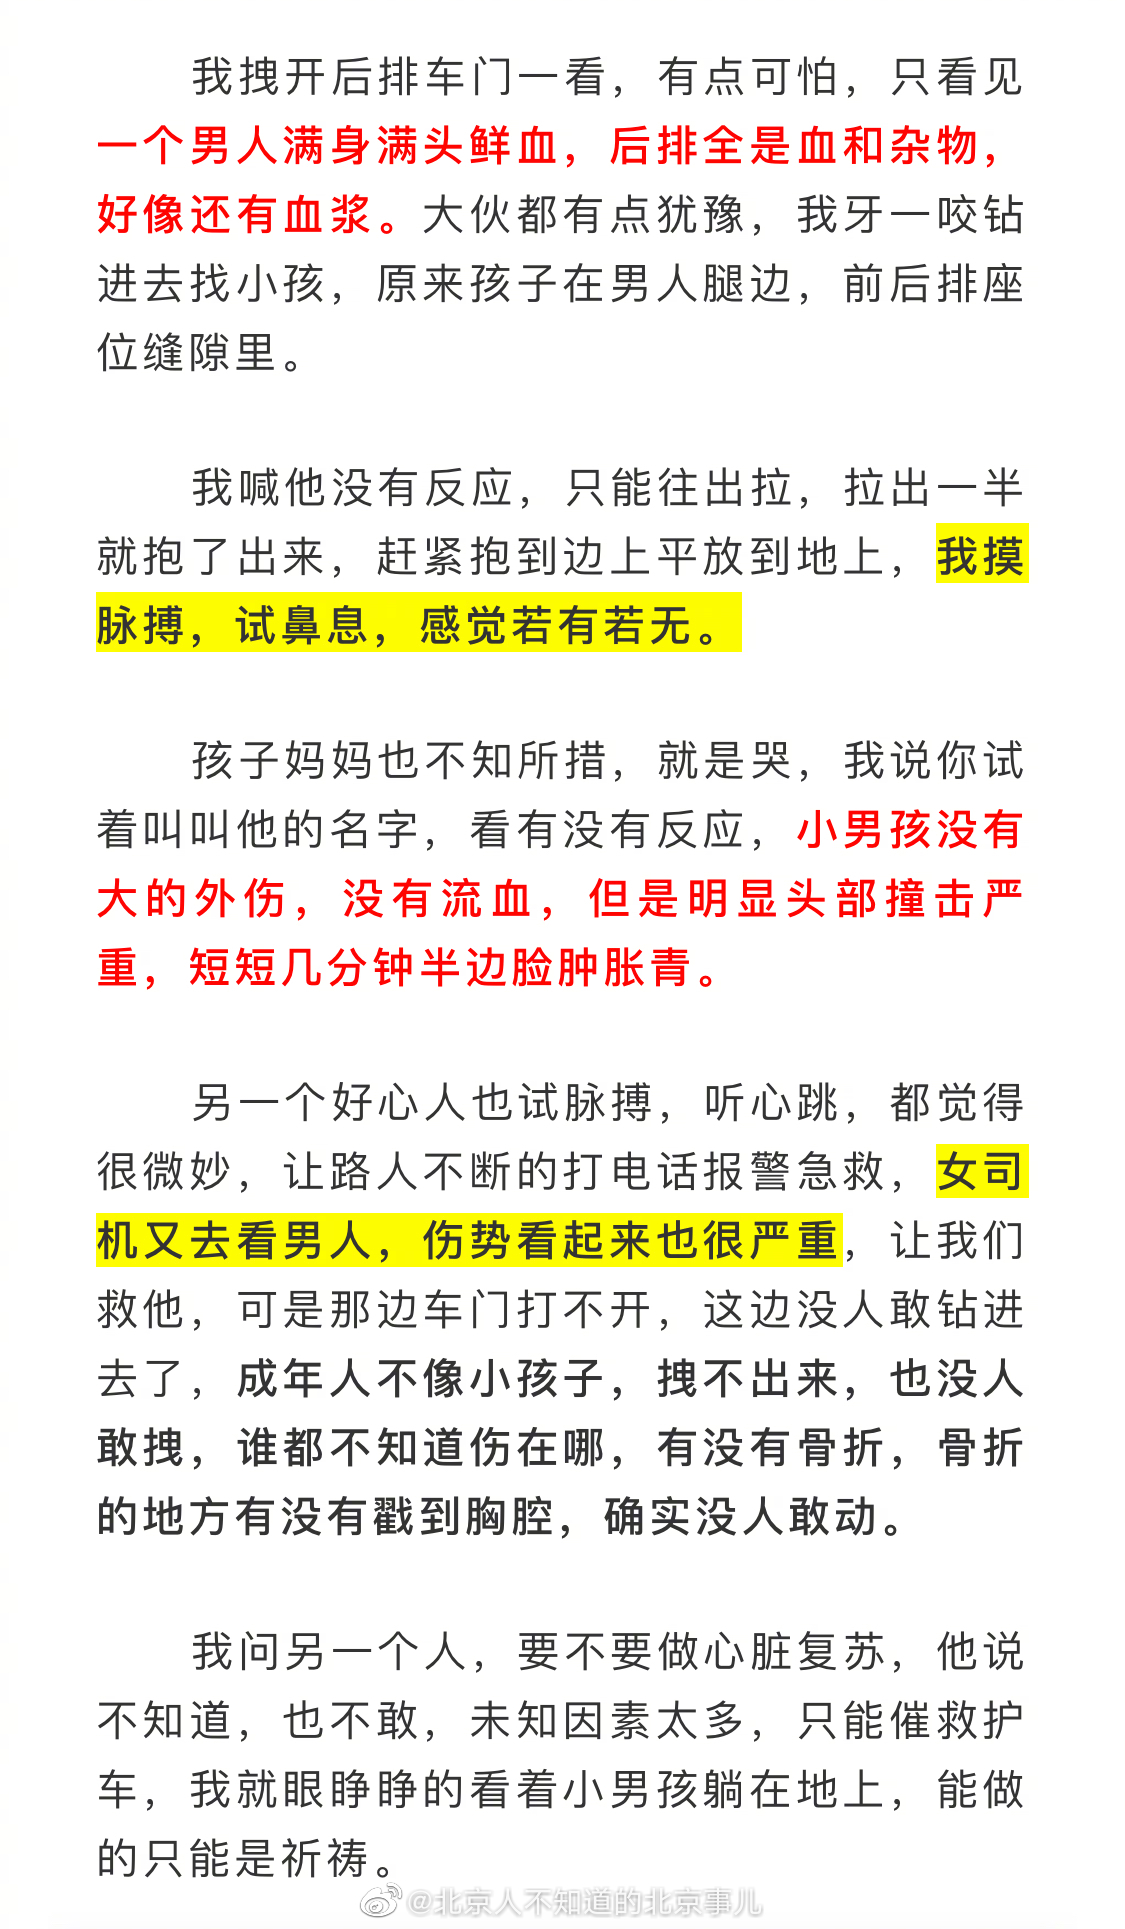 我拽开后排车门一看，有点可怕，只看见
一个男人满身满头鲜血，后排全是血和杂物，
好像还有血浆。大伙都有点犹豫，我牙一咬钻
进去找小孩，原来孩子在男人腿边，前后排座
位缝隙里。
我喊他没有反应，只能往出拉，拉出一半
就抱了出来，赶紧抱到边上平放到地上，我摸
脉搏，试鼻息，感觉若有若无。
孩子妈妈也不知所措，就是哭，我说你试
着叫叫他的名字，看有没有反应，小男孩没有
大的外伤，没有流血，但是明显头部撞击严
重，短短几分钟半边脸肿胀青。
另一个好心人也试脉搏，听心跳，都觉得
很微妙，让路人不断的打电话报警急救，女司
机又去看男人，伤势看起来也很严重，让我们
救他，可是那边车门打不开，这边没人敢钻进
去了，成年人不像小孩子，拽不出来，也没人
敢拽，谁都不知道伤在哪，有没有骨折，骨折
的地方有没有戳到胸腔，确实没人敢动。
我问另一个人，要不要做心脏复苏，他说
不知道，也不敢，未知因素太多，只能催救护
车，我就眼睁睁的看着小男孩躺在地上，能做
的只能是祈祷。
@北京人不知道的北京事儿